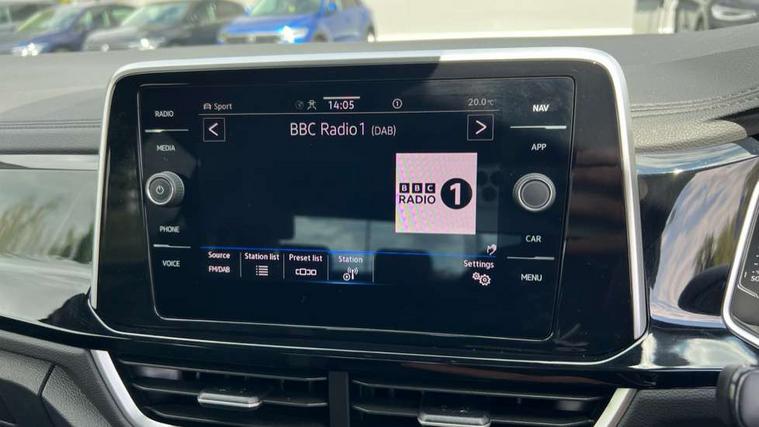 RADIO
MEDIA
PHONE
VOICE
Sport
14:05
20.0°C
BBC Radio 1 (DAB)
BBC
RADIO 1
Source
FM/DAB
Station list
Preset list
Station
Settings
NAV
APP
CAR
MENU